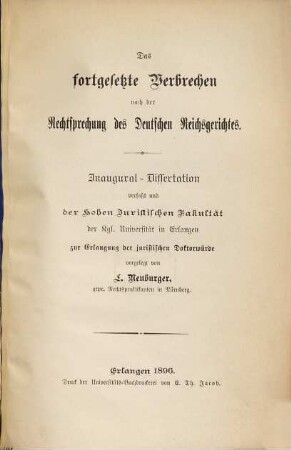 Das
fortgesetzte Verbrechen
nach der
Rechtsprechung des Deutschen Reichsgerichtes.
Inaugural-Dissertation
verfaßt und
der Hohen Juristischen Fakultät
der Kgl. Universität in Erlangen
zur Erlangung der juristischen Doktorwürde
vorgelegt von
L. Neuburger,
gepr. Rechtspraktikanten in Nürnberg.
Erlangen 1896.
Druck der Universitäts-Buchdruckerei von E. Th. Jacob.